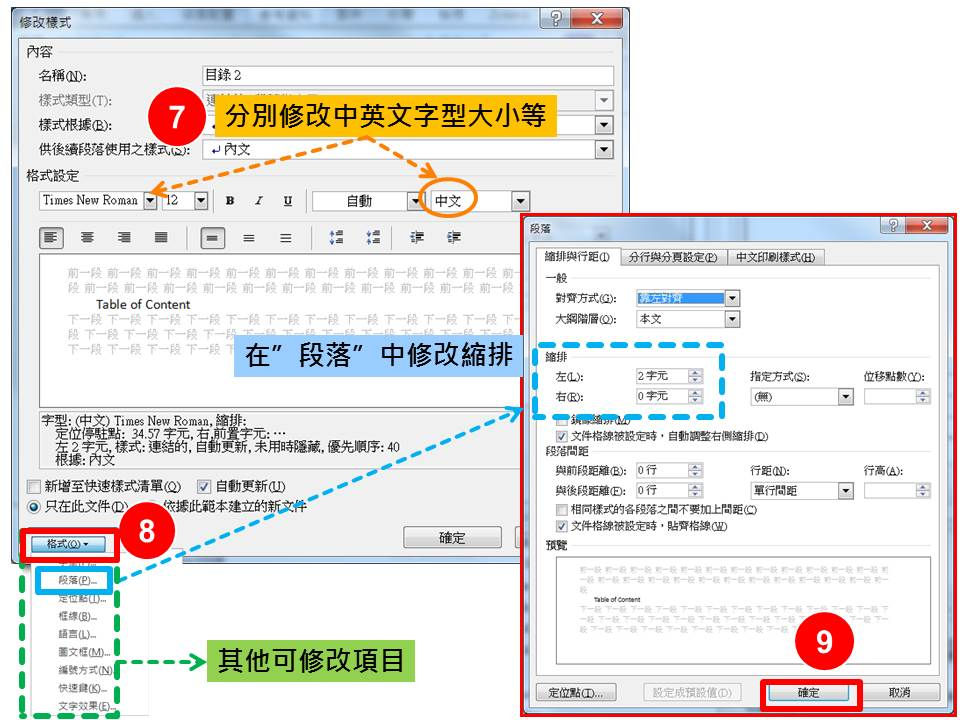 修改樣式
內容
名稱(N):
目錄 2
樣式類型(T):
7
分別修改中英文字型大小等
樣式根據(B):
供後續段落使用之樣式(S):
內文
格式設定
Times New Roman
12
B I U
自動
中文
前一段 前一段 前一段 前一段 前一段 前一段 前一段 前一段 前一段 前一段 前一
段 前一段 前一段 前一段 前一段 前一段 前一段 前一段 前一段 前一段 前一段
Table of Content
下一段 下一段 下一段 下一段 下一段 下一段 下一段 下一段 下一段 下一段 下一
段 下一段 下一段 下一段 下一段 下一段 下一段 下一段 下一段 下一段 下一段
下一段 下一段 下一段 下一段
在”段落”中修改縮排
字型: (中文) Times New Roman, 縮排:
定位停駐點: 34.57 字元, 右,前置字元: …
左 2 字元, 樣式: 連結的, 自動更新, 未用時隱藏, 優先順序: 40
根據: 內文
新增至快速樣式清單(Q)
自動更新(U)
只在此文件(D)
依據此範本建立的新文件
8
確定
格式(O)
段落(P)...
定位點(T)...
框線(B)...
語言(L)...
圖文框(M)...
編號方式(N)
快速鍵(K)...
文字效果(E)...
其他可修改項目
段落
縮排與行距(I)
分行與分頁設定(P)
中文印刷樣式(H)
一般
對齊方式(G):
靠左對齊
大綱階層(O):
本文
縮排
左(L):
2 字元
指定方式(S):
位移點數(Y):
右(R):
0 字元
(無)
鏡像縮排(M)
文件格線被設定時，自動調整右側縮排(D)
段落間距
與前段距離(B):
0 行
行距(N):
行高(A):
與後段距離(F):
0 行
單行間距
相同樣式的各段落之間不要加上間距(C)
文件格線被設定時，貼齊格線(W)
預覽
Table of Content
9
定位點(T)...
設定成預設值(D)
確定
取消